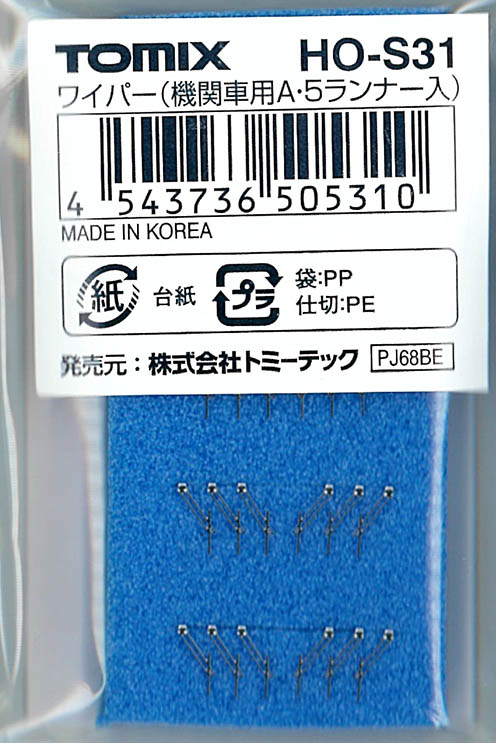 TOMIX HO-S31
ワイパー(機関車用A・5ランナー入)
4 543736 505310
MADE IN KOREA
紙 台紙 プラ 袋:PP
仕切:PE
発売元:株式会社トミーテック PJ68BE